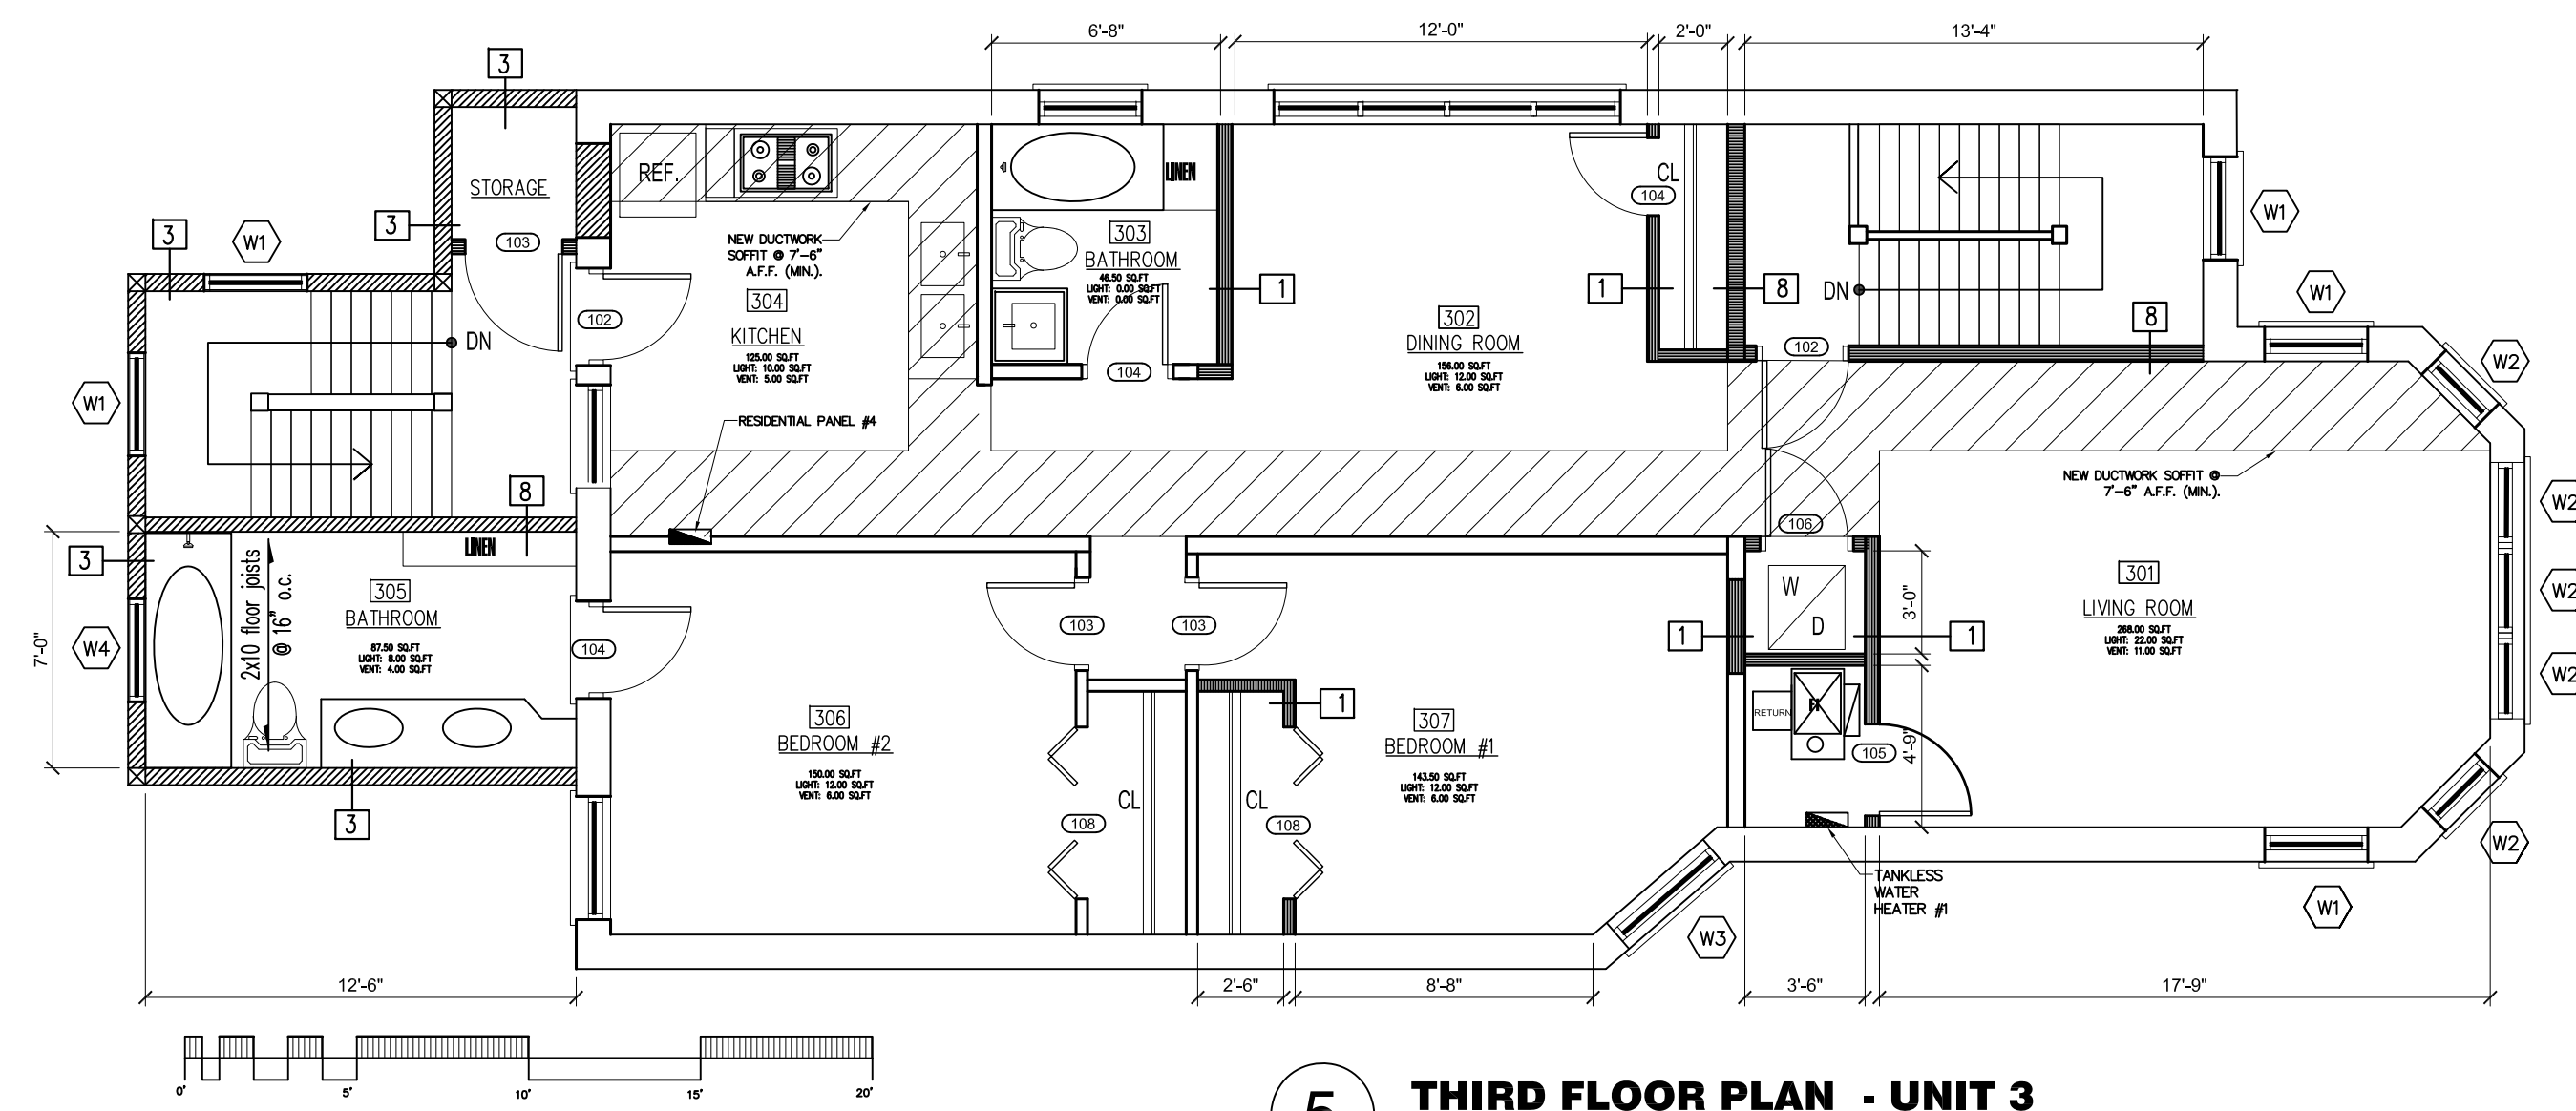 6'-8"
12'-0"
2'-0"
13'-4"
3
STORAGE
3
103
3
W1
W1
DN
8
REF.
NEW DUCTWORK
SOFFIT @ 7'-6"
A.F.F. (MIN.).
304
KITCHEN
125.00 SQ.FT
LIGHT: 10.00 SQ.FT
VENT: 5.00 SQ.FT
102
RESIDENTIAL PANEL #4
LINEN
303
BATHROOM
46.50 SQ.FT
LIGHT: 0.00 SQ.FT
VENT: 0.00 SQ.FT
104
1
302
DINING ROOM
156.00 SQ.FT
LIGHT: 12.00 SQ.FT
VENT: 6.00 SQ.FT
CL
104
1
8
DN
102
8
W1
W1
W2
W2
W2
W2
W2
W1
NEW DUCTWORK SOFFIT @
7'-6" A.F.F. (MIN.).
301
LIVING ROOM
268.00 SQ.FT
LIGHT: 22.00 SQ.FT
VENT: 11.00 SQ.FT
106
W
D
1
1
3'-0"
4'-9"
RETURN
105
TANKLESS
WATER
HEATER #1
W3
7'-0"
3
W4
LINEN
2x10 floor joists
@ 16" o.c.
305
BATHROOM
87.50 SQ.FT
LIGHT: 8.00 SQ.FT
VENT: 4.00 SQ.FT
104
3
306
BEDROOM #2
150.00 SQ.FT
LIGHT: 12.00 SQ.FT
VENT: 6.00 SQ.FT
103
103
CL
CL
108
108
1
307
BEDROOM #1
143.50 SQ.FT
LIGHT: 12.00 SQ.FT
VENT: 6.00 SQ.FT
12'-6"
2'-6"
8'-8"
3'-6"
17'-9"
0'
5'
10'
15'
20'
5
THIRD FLOOR PLAN - UNIT 3